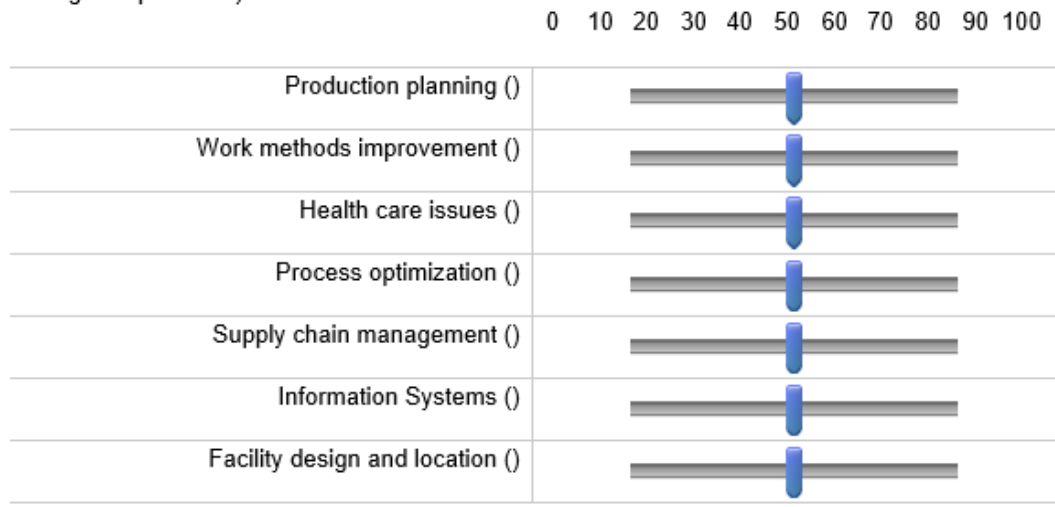 0 10 20 30 40 50 60 70 80 90 100
Production planning ()
Work methods improvement ()
Health care issues ()
Process optimization ()
Supply chain management ()
Information Systems ()
Facility design and location ()